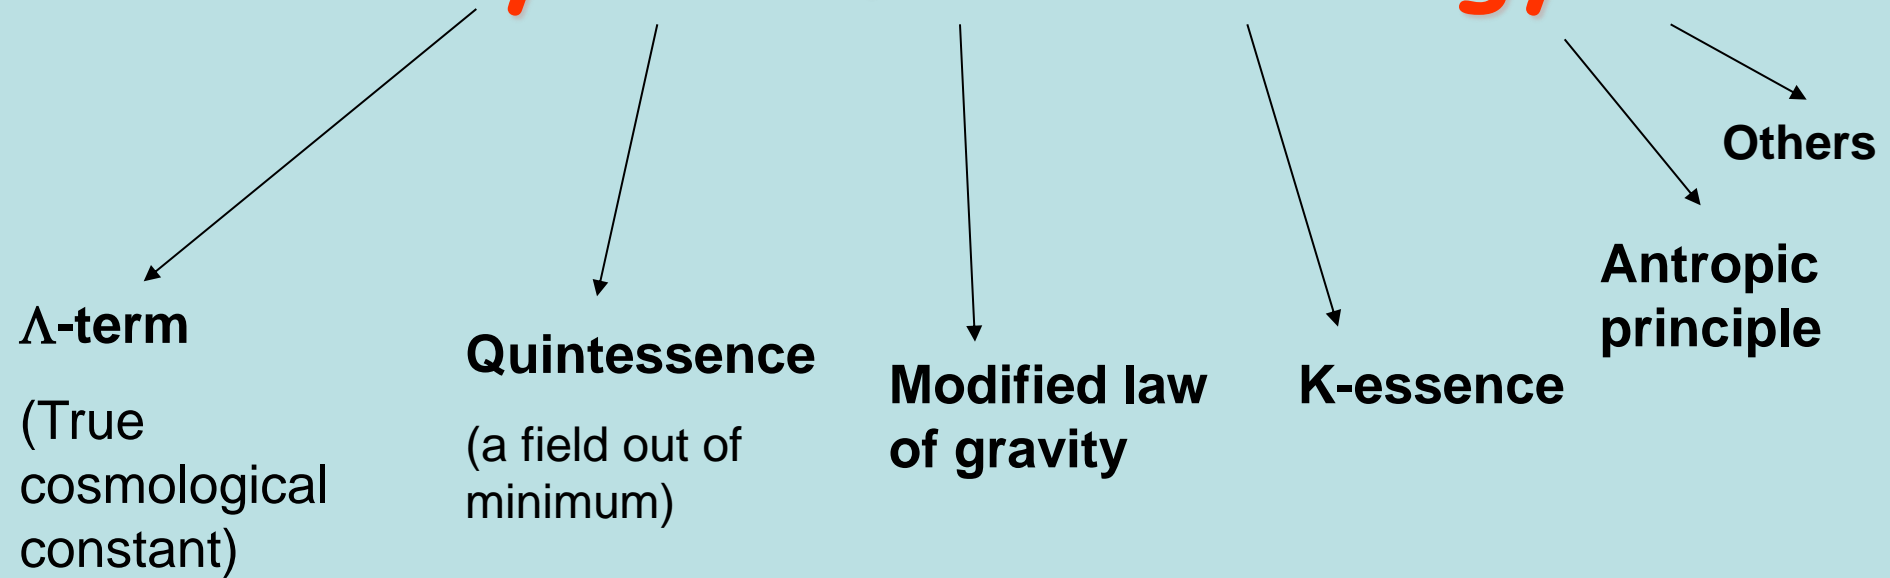 Others
Antropic
principle
Λ-term
(True
cosmological
constant)
Quintessence
(a field out of
minimum)
Modified law
of gravity
K-essence